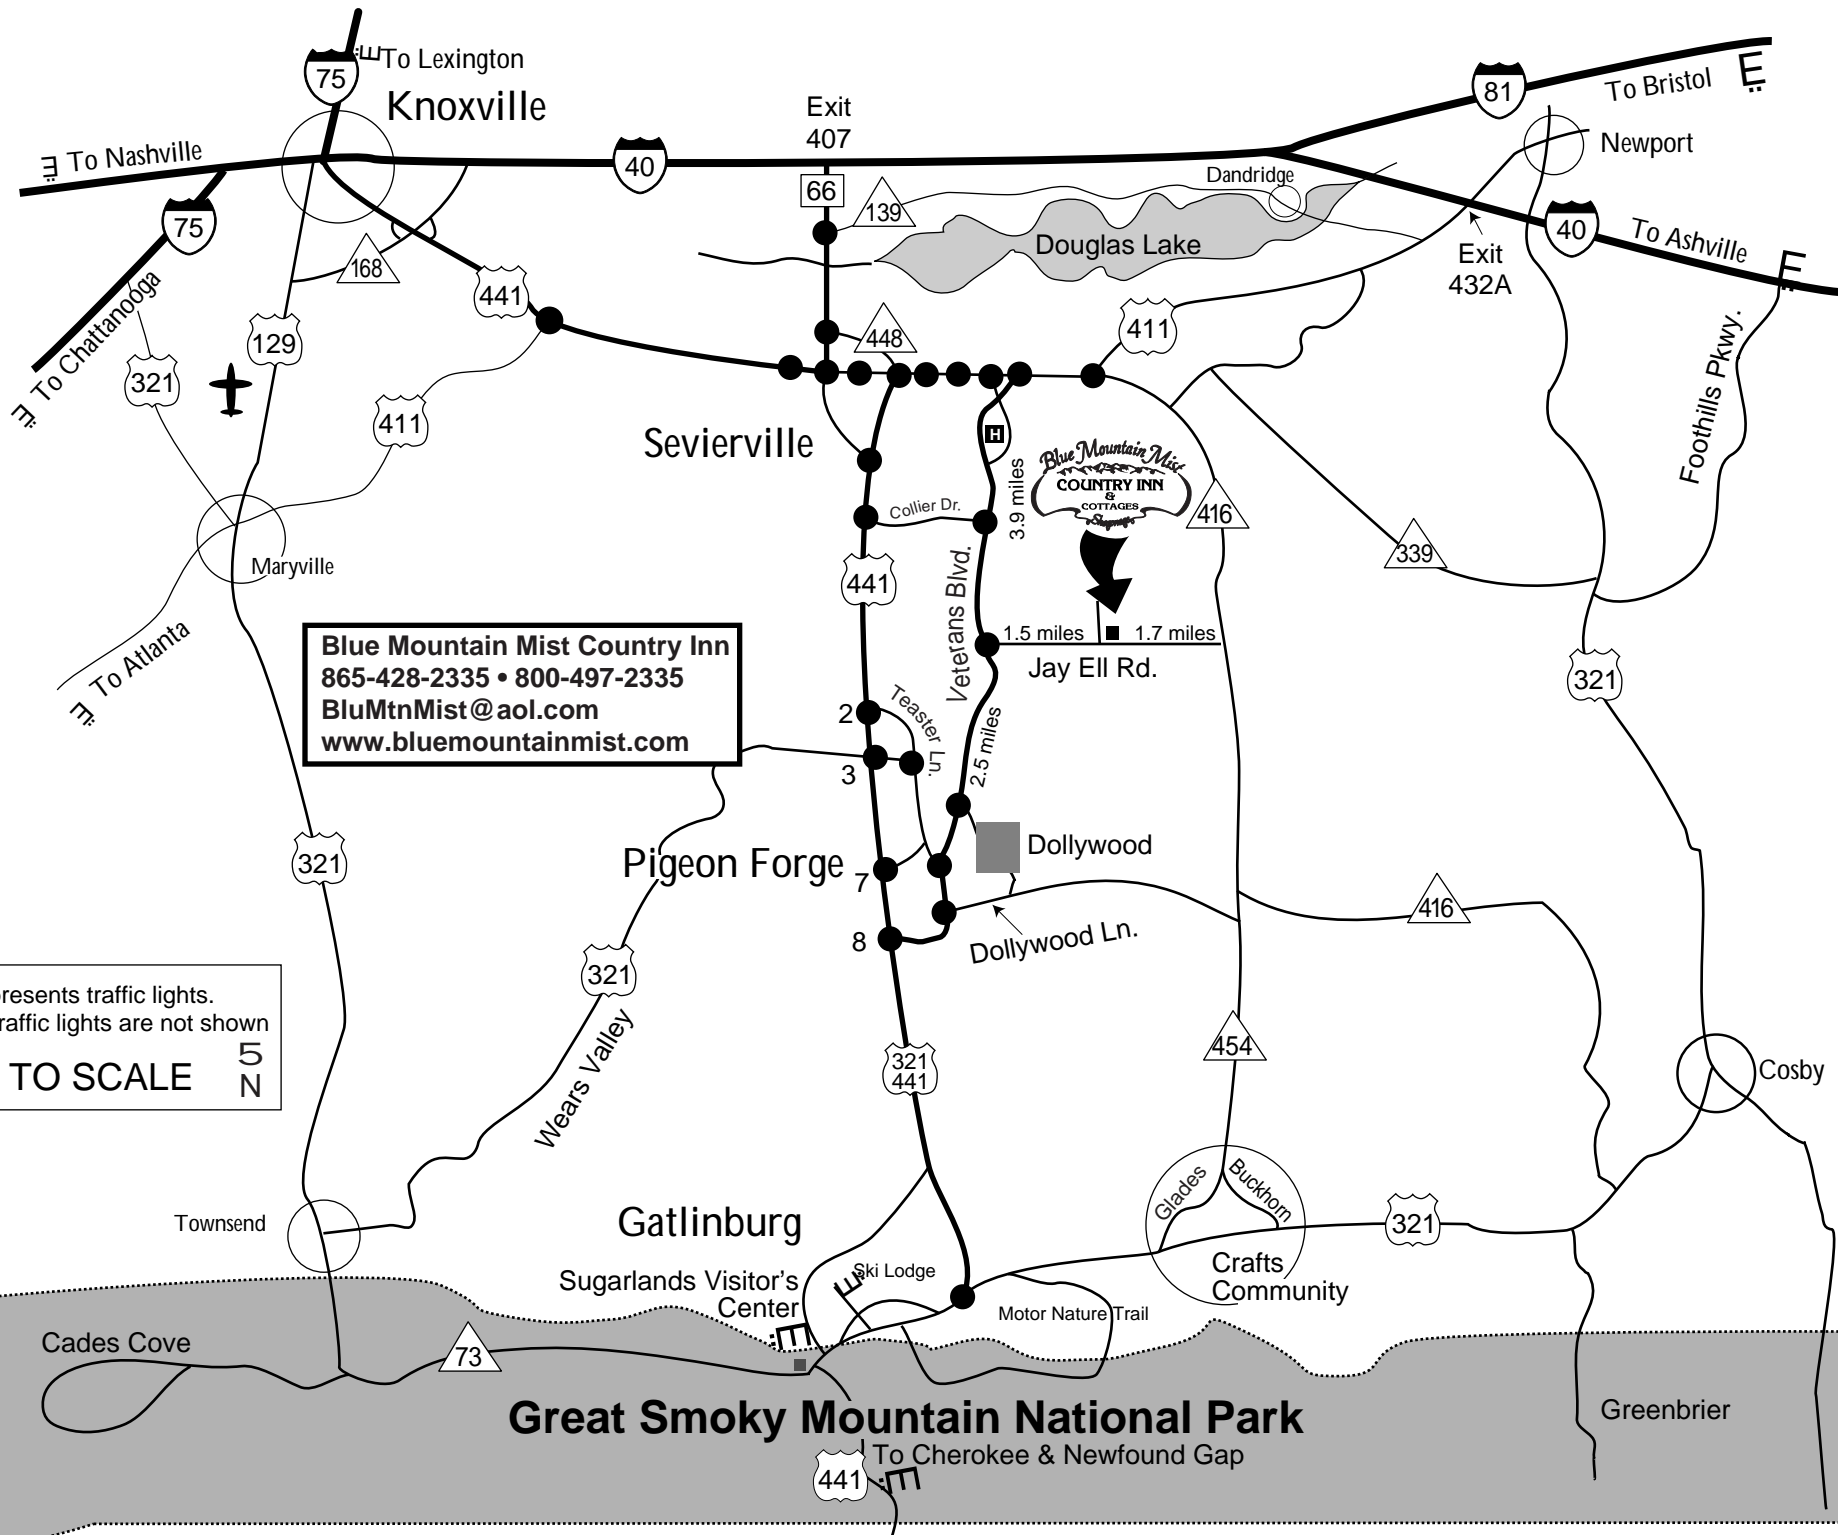 To Lexington
75
Knoxville
Exit
407
81
To Bristol
Newport
To Nashville
40
66
139
Dandridge
75
168
Douglas Lake
Exit
432A
40
To Ashville
441
To Chattanooga
321
129
448
411
Foothills Pkwy.
411
Sevierville
H
Blue Mountain Mist
COUNTRY INN
&
COTTAGES
3.9 miles
416
Collier Dr.
339
Maryville
441
Veterans Blvd.
1.5 miles
1.7 miles
Jay Ell Rd.
To Atlanta
Blue Mountain Mist Country Inn
865-428-2335 • 800-497-2335
BluMtnMist@aol.com
www.bluemountainmist.com
321
2
Teaster Ln.
3
2.5 miles
321
Pigeon Forge
7
Dollywood
416
8
Dollywood Ln.
321
presents traffic lights.
raffic lights are not shown
TO SCALE
5
N
Wears Valley
321
441
454
Cosby
Townsend
Gatlinburg
Glades
Buckhorn
321
Crafts
Community
Sugarlands Visitor's
Center
Ski Lodge
Motor Nature Trail
Cades Cove
73
Great Smoky Mountain National Park
Greenbrier
To Cherokee & Newfound Gap
441